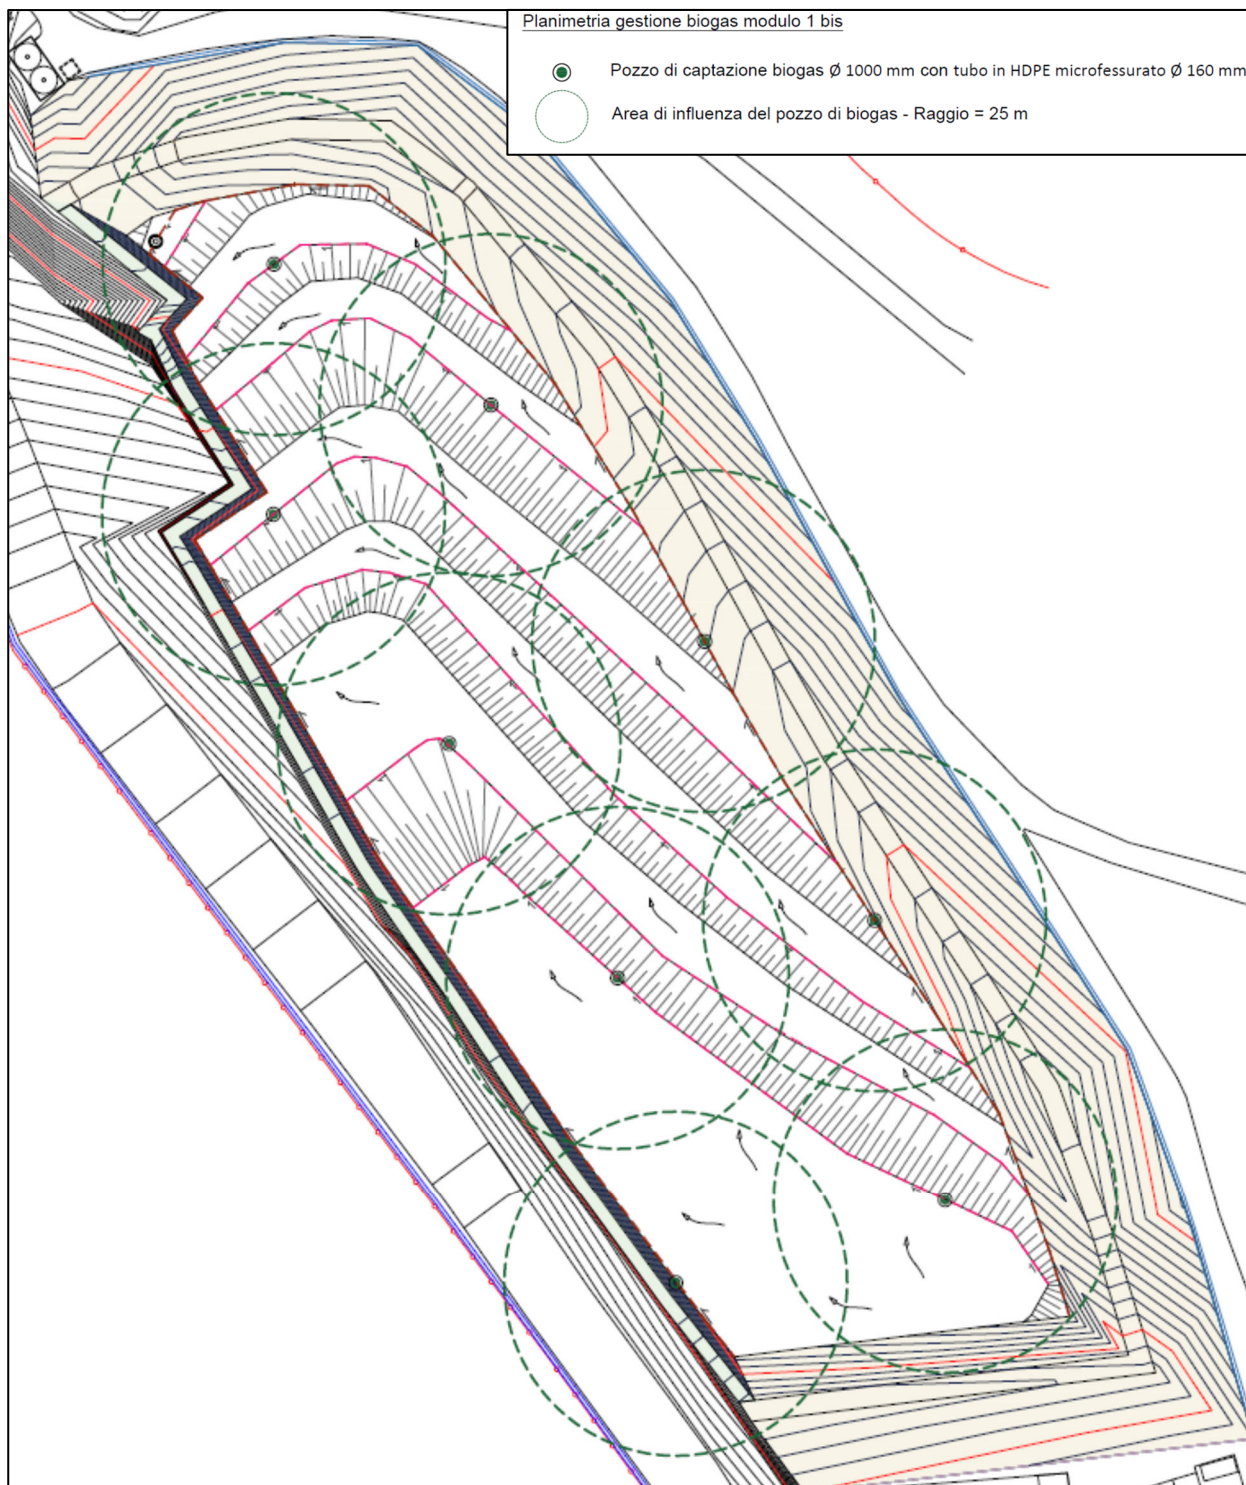 Planimetria gestione biogas modulo 1 bis
Pozzo di captazione biogas Ø 1000 mm con tubo in HDPE microfessurato Ø 160 mm
Area di influenza del pozzo di biogas - Raggio = 25 m